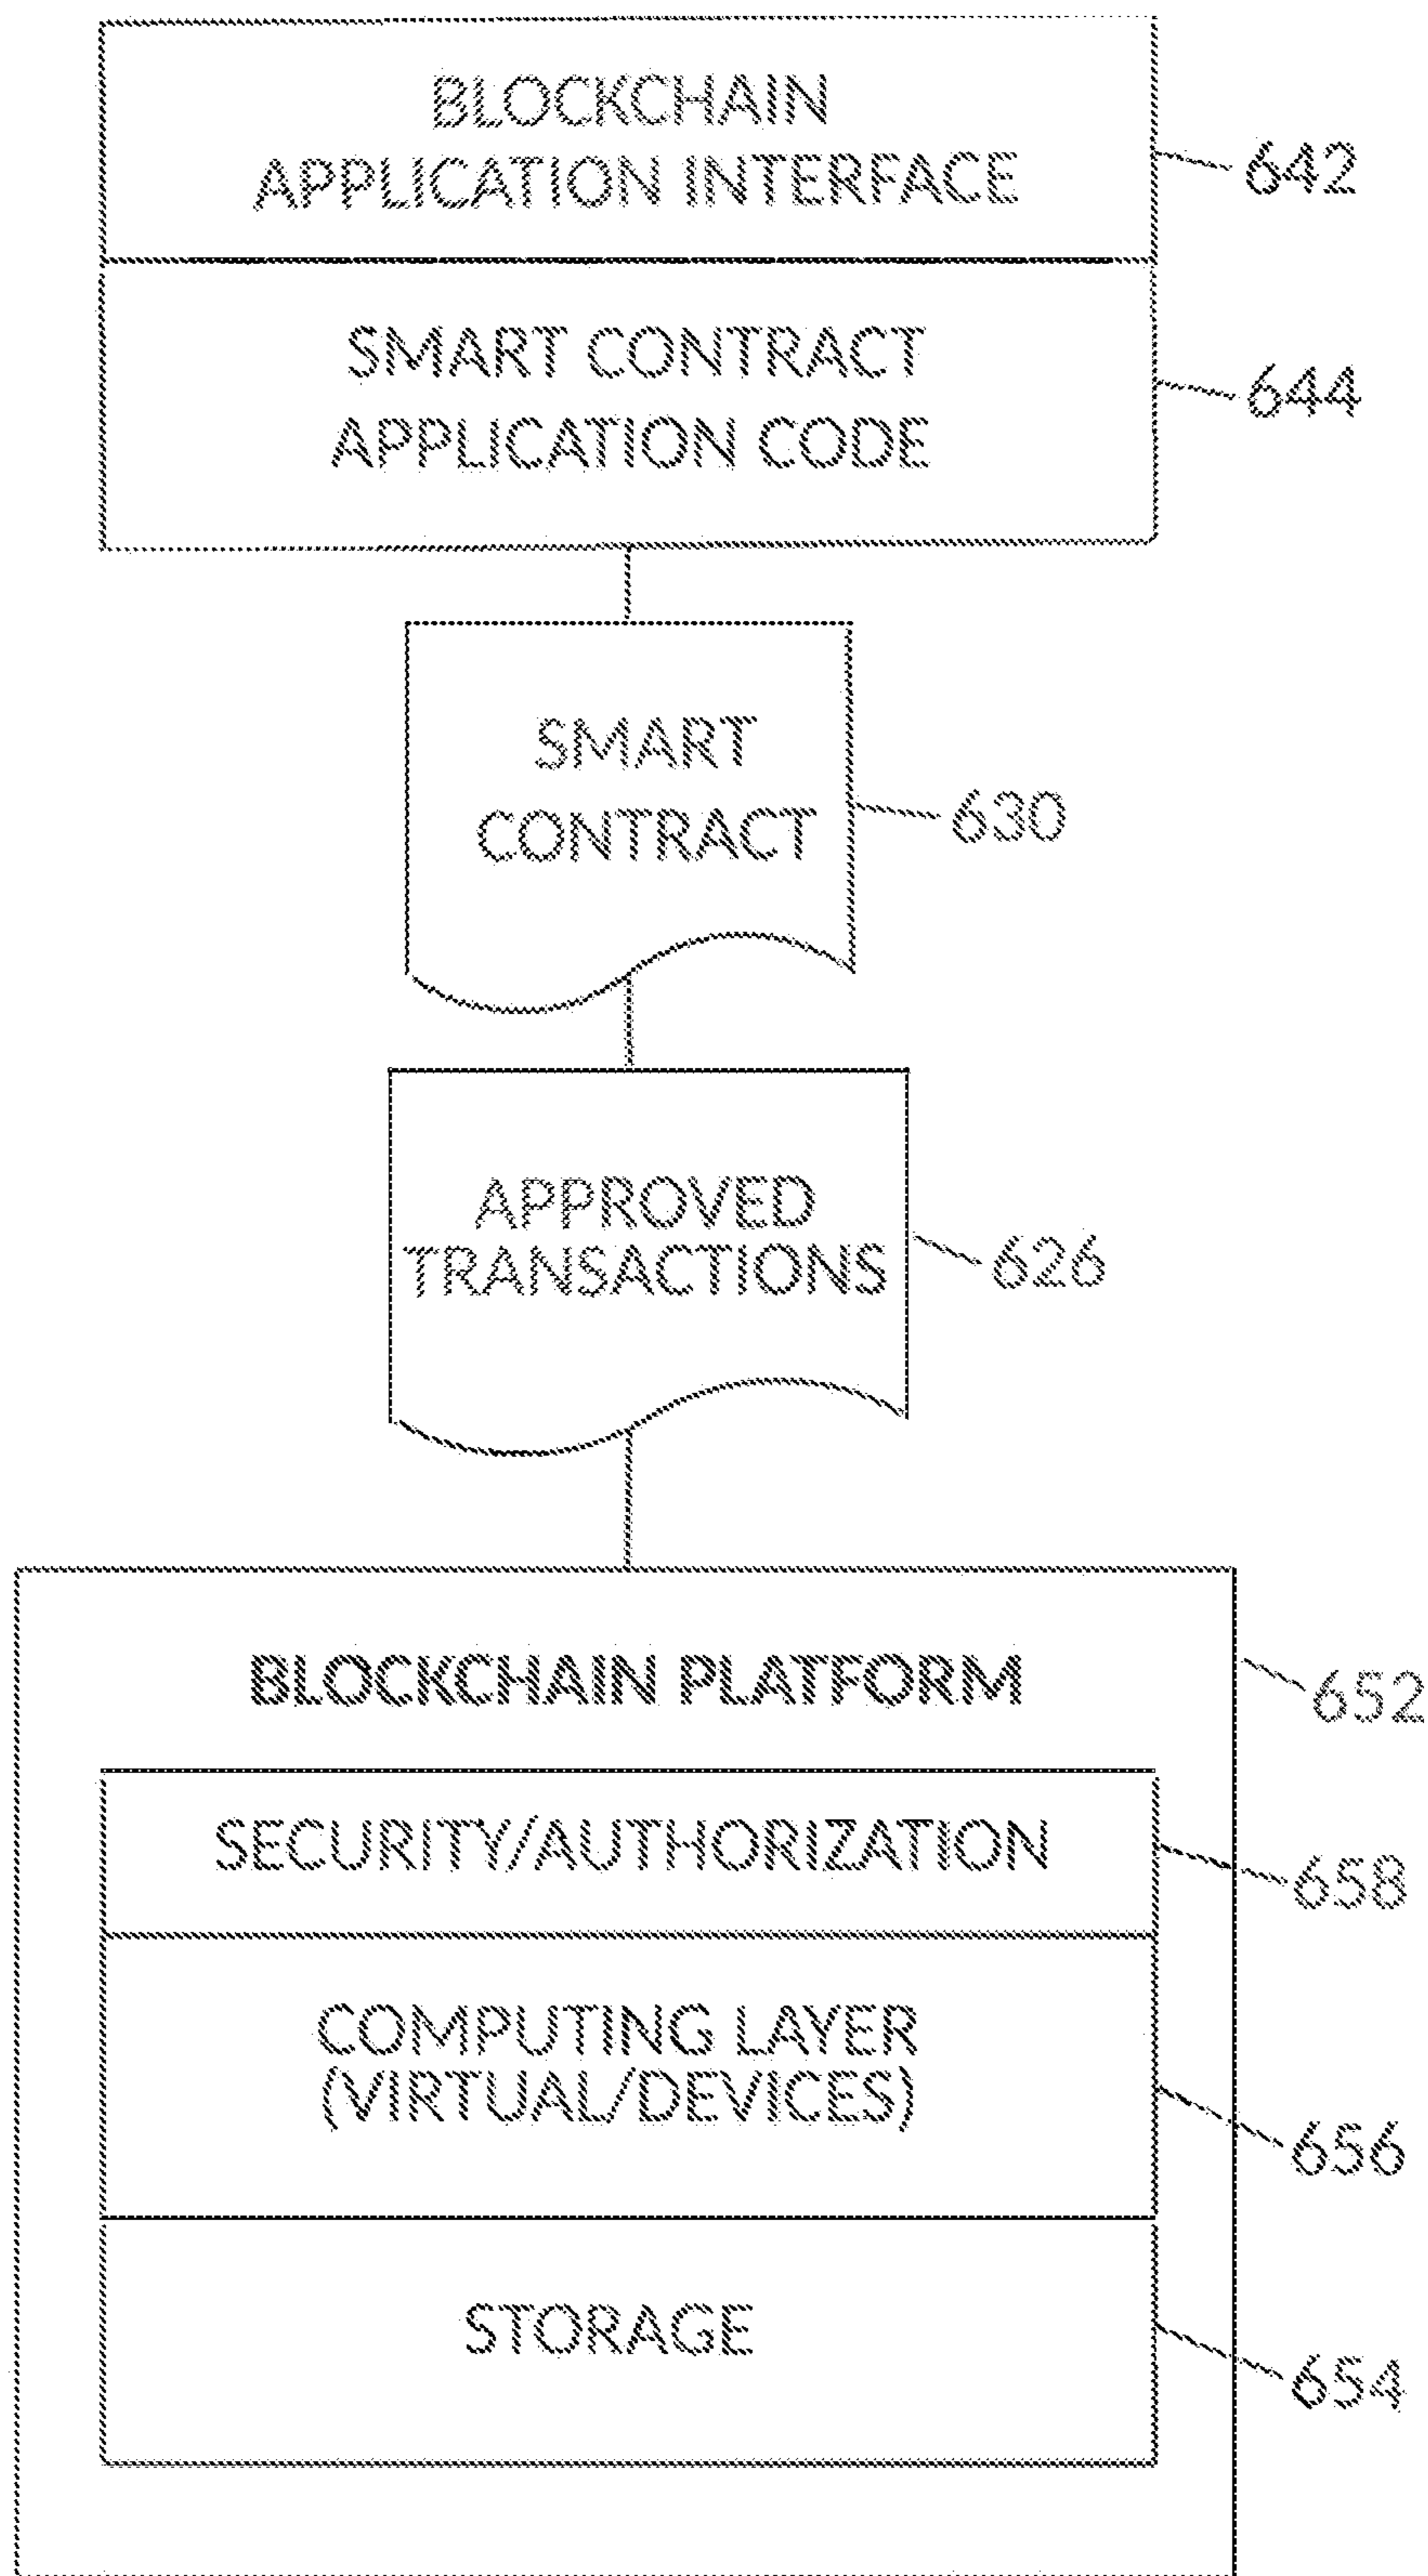 BLOCKCHAIN
APPLICATION INTERFACE
642
SMART CONTRACT
APPLICATION CODE
644
SMART
CONTRACT
630
APPROVED
TRANSACTIONS
626
BLOCKCHAIN PLATFORM
652
SECURITY/AUTHORIZATION
658
COMPUTING LAYER
(VIRTUAL/DEVICES)
656
STORAGE
654